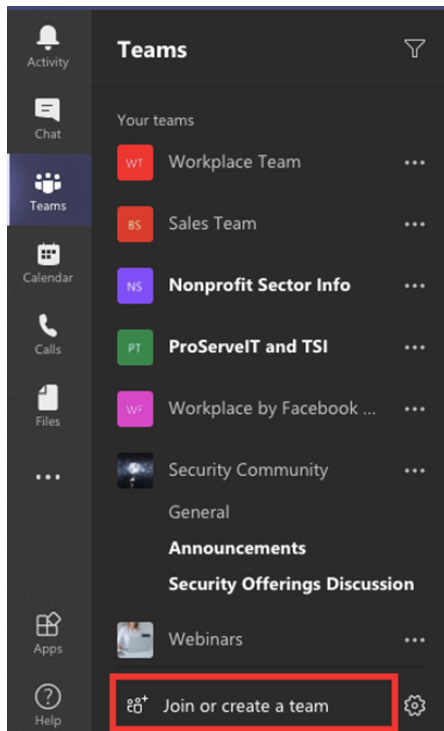 Activity
Chat
Teams
Calendar
Calls
Files
Apps
Help
Teams
Your teams
WT Workplace Team
BS Sales Team
NS Nonprofit Sector Info
PT ProServeIT and TSI
WF Workplace by Facebook ...
Security Community
General
Announcements
Security Offerings Discussion
Webinars
Join or create a team